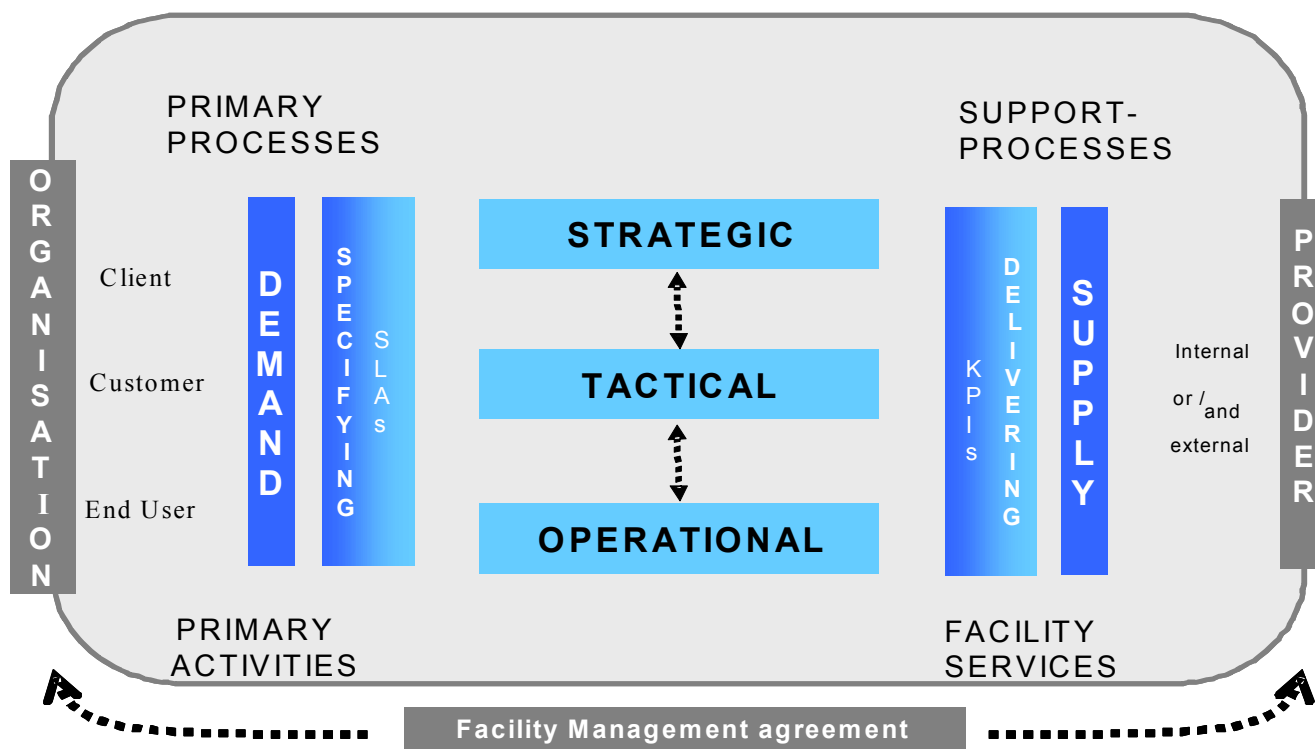 PRIMARY
PROCESSES
SUPPORT-
PROCESSES
ORGANISATION
Client
Customer
End User
DEMAND
SPECIFYING
SLAs
STRATEGIC
TACTICAL
OPERATIONAL
KPIs
DELIVERING
SUPPLY
Internal
or / and
external
PROVIDER
PRIMARY
ACTIVITIES
FACILITY
SERVICES
Facility Management agreement